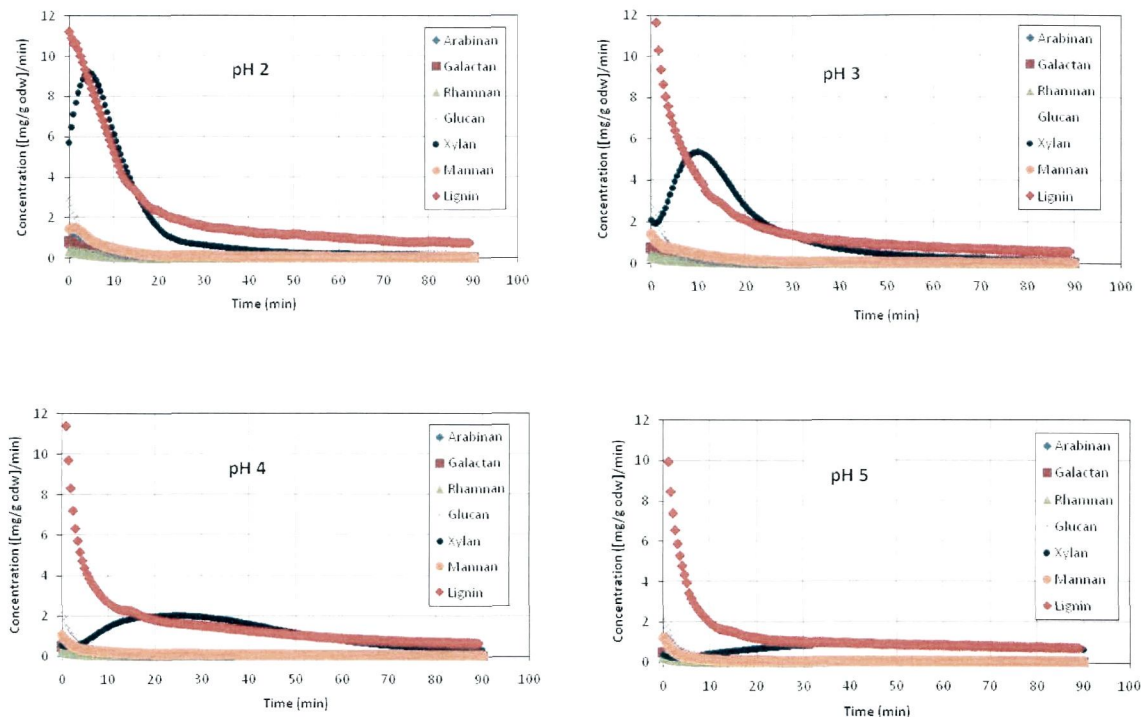 12
10
8
6
4
2
0
Concentration ([mg/g odw]/min)
pH 2
Arabinan
Galactan
Rhamnan
Glucan
Xylan
Mannan
Lignin
0 10 20 30 40 50 60 70 80 90 100
Time (min)
12
10
8
6
4
2
0
Concentration ([mg/g odw]/min)
pH 3
Arabinan
Galactan
Rhamnan
Glucan
Xylan
Mannan
Lignin
0 10 20 30 40 50 60 70 80 90 100
Time (min)
12
10
8
6
4
2
0
Concentration ([mg/g odw]/min)
pH 4
Arabinan
Galactan
Rhamnan
Glucan
Xylan
Mannan
Lignin
0 10 20 30 40 50 60 70 80 90 100
Time (min)
12
10
8
6
4
2
0
Concentration ([mg/g odw]/min)
pH 5
Arabinan
Galactan
Rhamnan
Glucan
Xylan
Mannan
Lignin
0 10 20 30 40 50 60 70 80 90 100
Time (min)